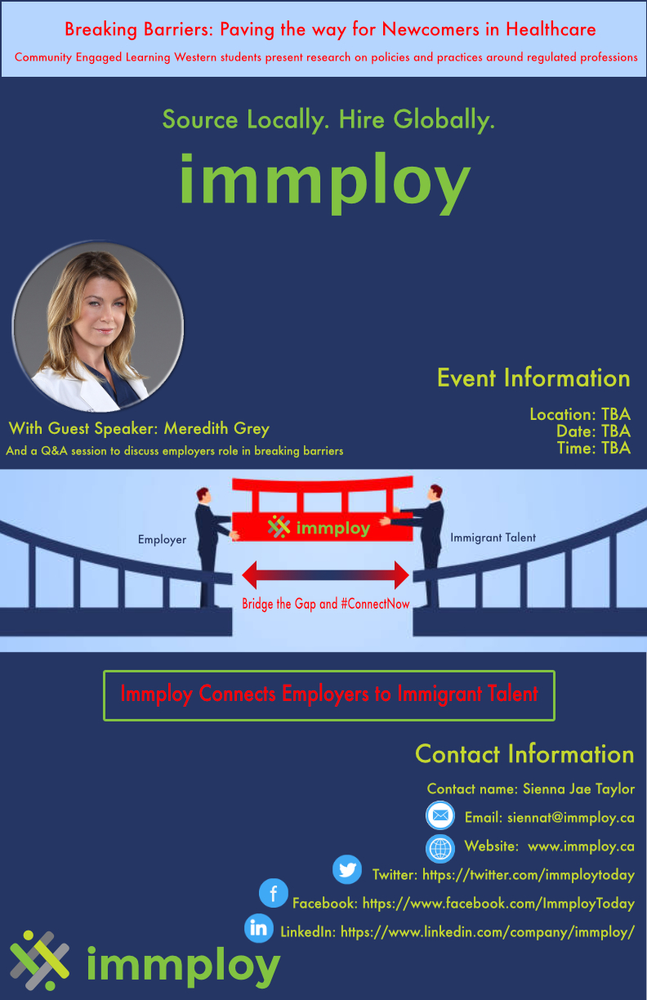 Breaking Barriers: Paving the way for Newcomers in Healthcare
Community Engaged Learning Western students present research on policies and practices around regulated professions
Source Locally. Hire Globally.
immploy
With Guest Speaker: Meredith Grey
And a Q&A session to discuss employers role in breaking barriers
Event Information
Location: TBA
Date: TBA
Time: TBA
immploy
Employer
Immigrant Talent
Bridge the Gap and #ConnectNow
Immploy Connects Employers to Immigrant Talent
Contact Information
Contact name: Sienna Jae Taylor
Email: siennat@immploy.ca
Website: www.immploy.ca
Twitter: https://twitter.com/immploytoday
Facebook: https://www.facebook.com/ImmployToday
LinkedIn: https://www.linkedin.com/company/immploy/
immploy